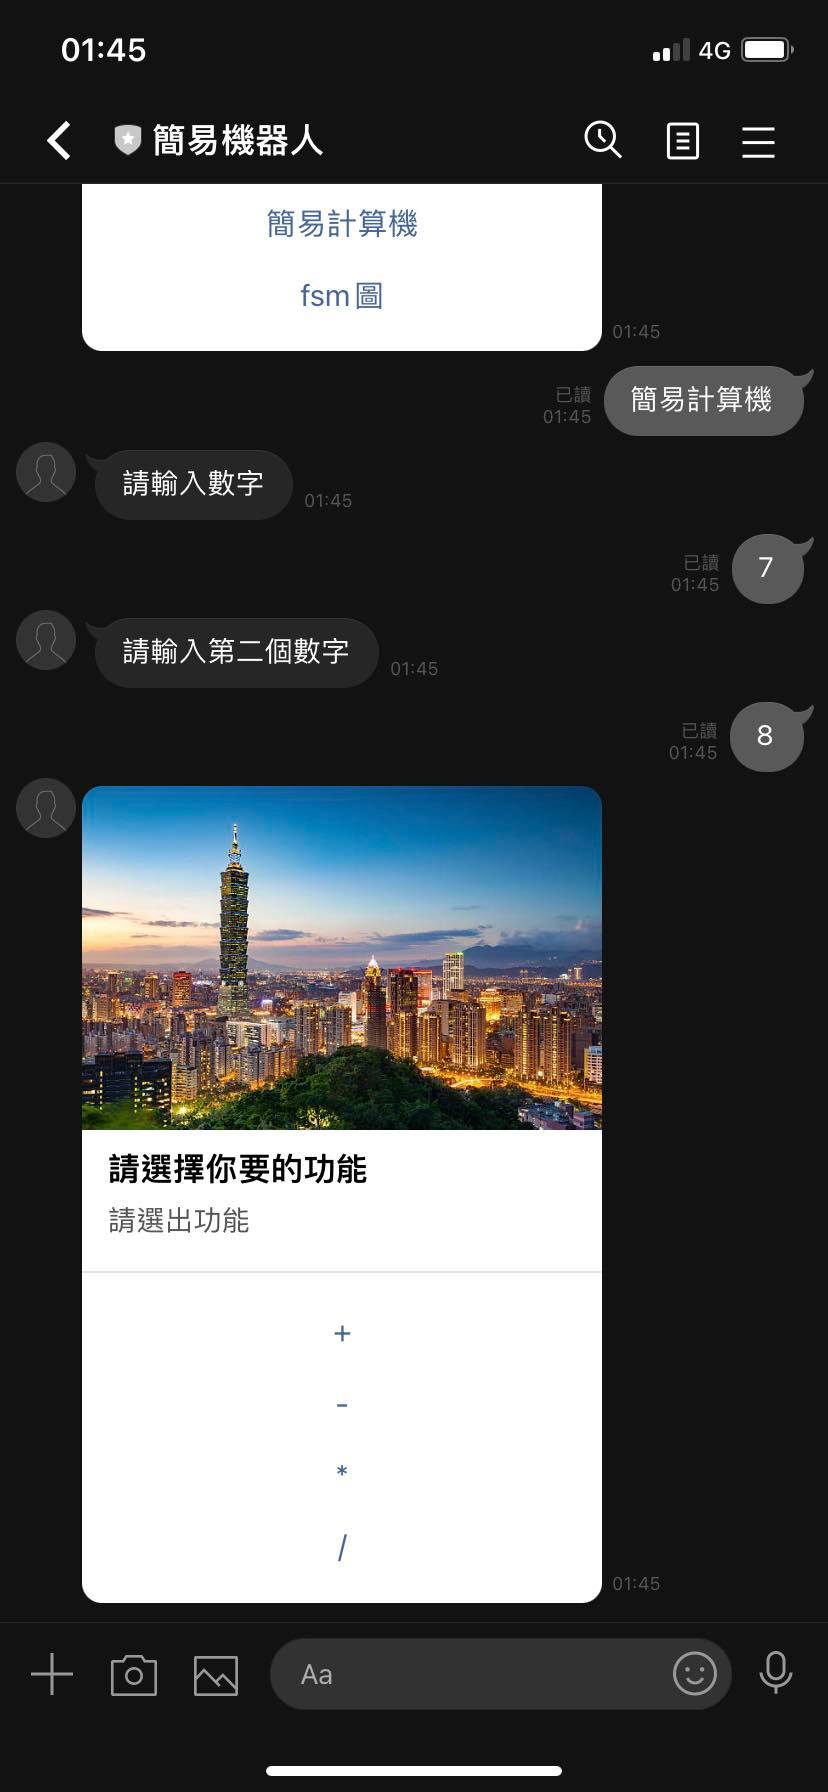 01:45
4G
簡易機器人
簡易計算機
fsm圖
01:45
已讀
01:45
簡易計算機
請輸入數字
01:45
已讀
01:45
7
請輸入第二個數字
01:45
已讀
01:45
8
請選擇你要的功能
請選出功能
+
-
*
/
01:45
Aa